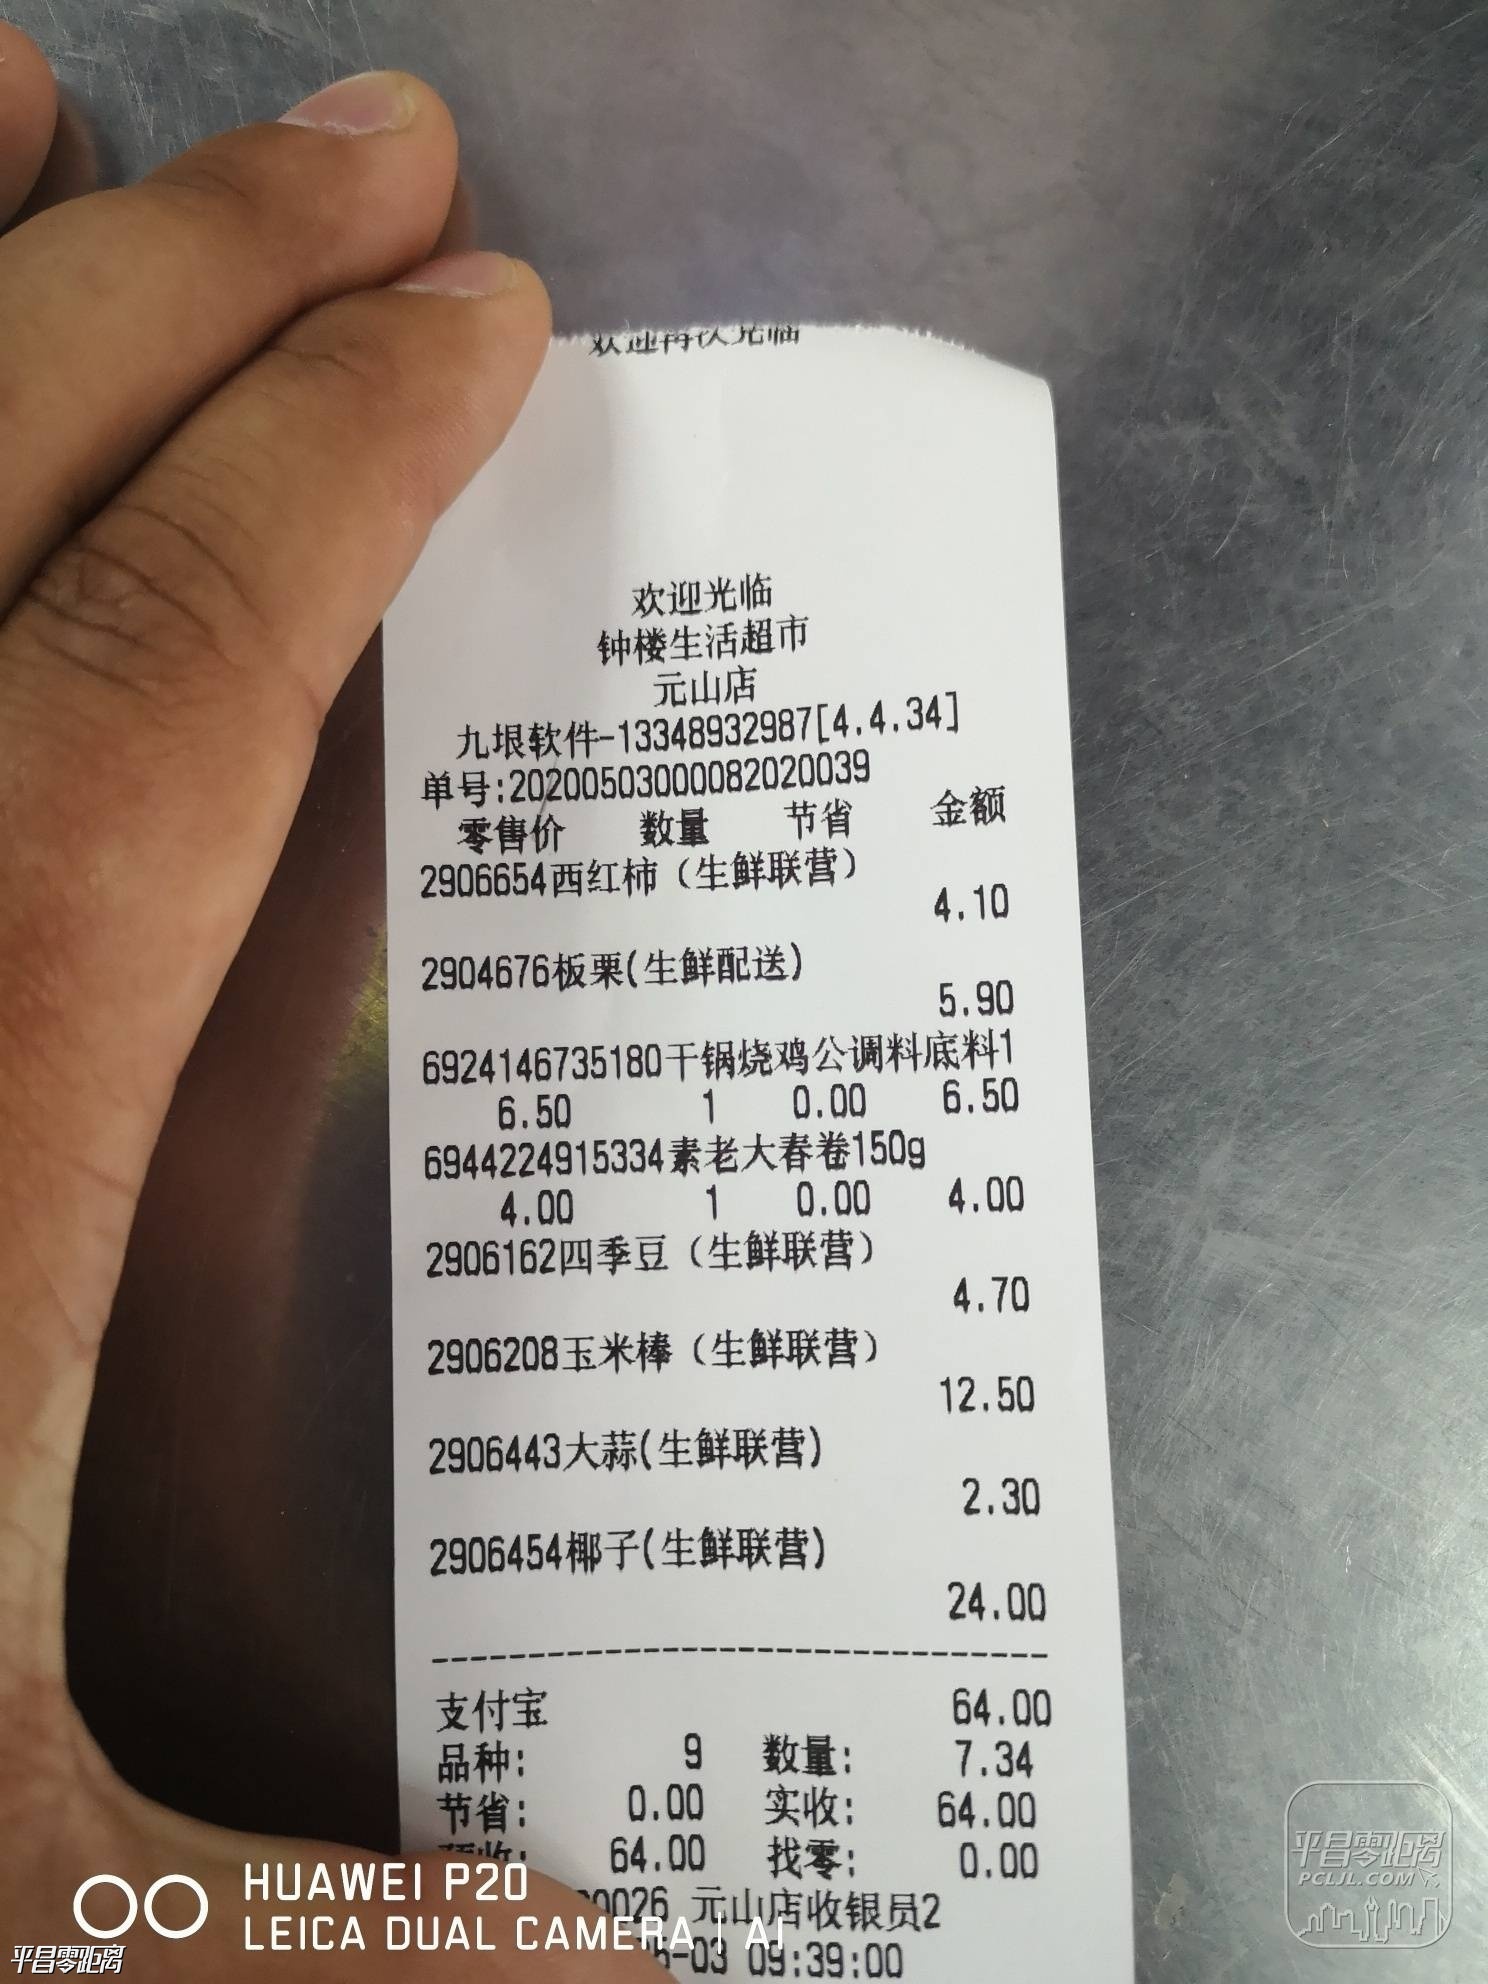 欢迎再次光临
欢迎光临
钟楼生活超市
元山店
九垠软件-13348932987[4.4.34]
单号:20200503000082020039
零售价 数量 节省 金额
2906654西红柿（生鲜联营）
4.10
2904676板栗(生鲜配送)
5.90
6924146735180干锅烧鸡公调料底料1
6.50 1 0.00 6.50
6944224915334素老大春卷150g
4.00 1 0.00 4.00
2906162四季豆（生鲜联营）
4.70
2906208玉米棒（生鲜联营）
12.50
2906443大蒜(生鲜联营)
2.30
2906454椰子(生鲜联营)
24.00
--------------------------------
支付宝 64.00
品种: 9 数量: 7.34
节省: 0.00 实收: 64.00
预收: 64.00 找零: 0.00
0026 元山店收银员2
-03 09:39:00
HUAWEI P20
LEICA DUAL CAMERA | AI
平昌零距离
平昌零距离
PCLJL.COM